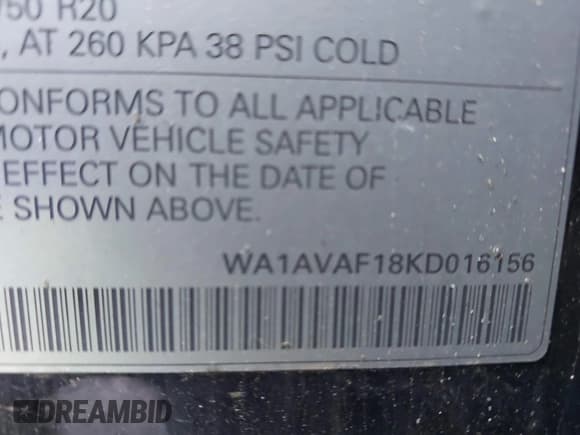 /50 R20
, AT 260 KPA 38 PSI COLD
ONFORMS TO ALL APPLICABLE
MOTOR VEHICLE SAFETY
EFFECT ON THE DATE OF
E SHOWN ABOVE.
WA1AVAF18KD016156
DREAMBID